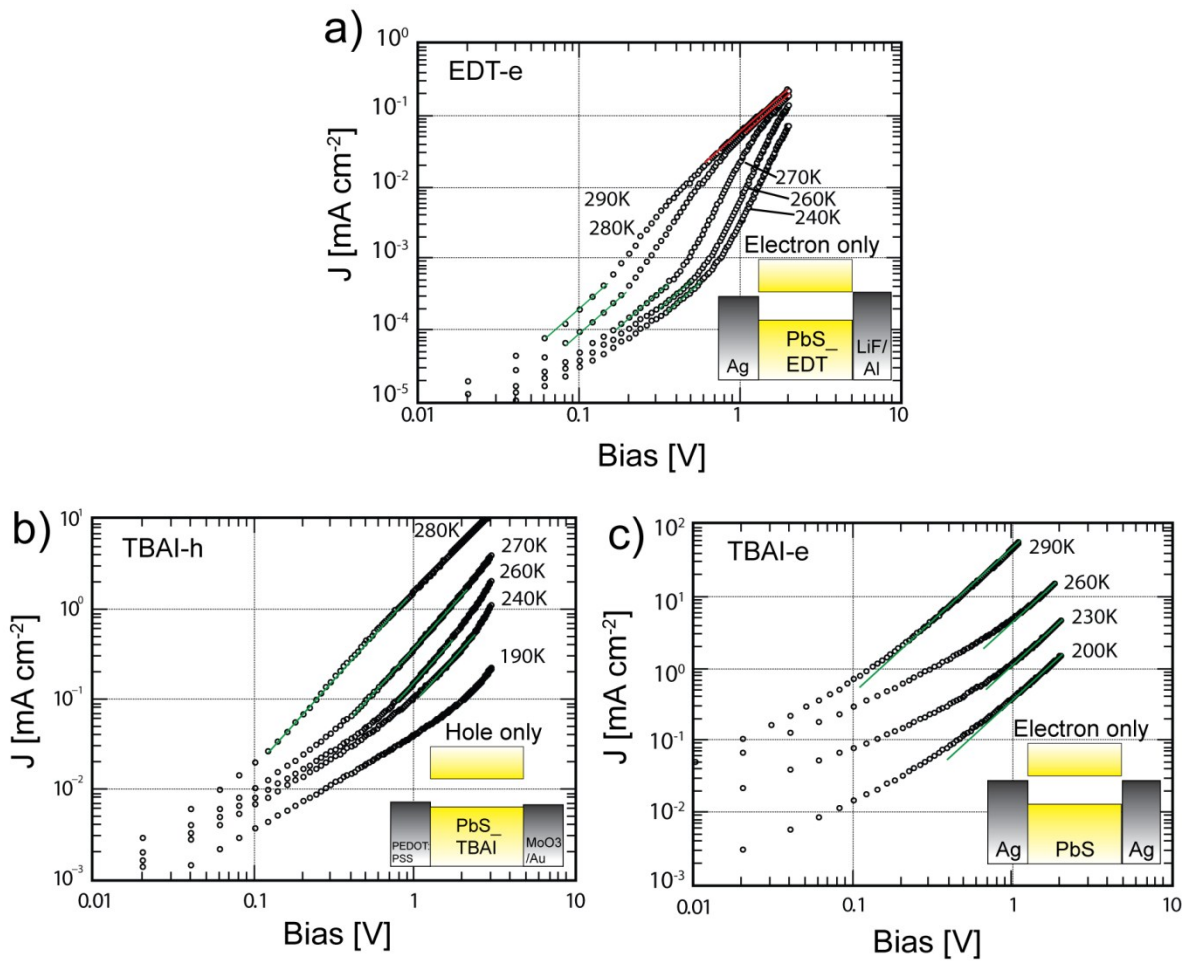 a)
J [mA cm-2]
10^0
10^-1
10^-2
10^-3
10^-4
10^-5
EDT-e
290K
280K
270K
260K
240K
Electron only
Ag
PbS_
EDT
LiF/
Al
0.01
0.1
1
10
Bias [V]
b)
J [mA cm-2]
10^1
10^0
10^-1
10^-2
10^-3
TBAI-h
280K
270K
260K
240K
190K
Hole only
PEDOT:
PSS
PbS_
TBAI
MoO3
/Au
0.01
0.1
1
10
Bias [V]
c)
J [mA cm-2]
10^2
10^1
10^0
10^-1
10^-2
10^-3
TBAI-e
290K
260K
230K
200K
Electron only
Ag
PbS
Ag
0.01
0.1
1
10
Bias [V]